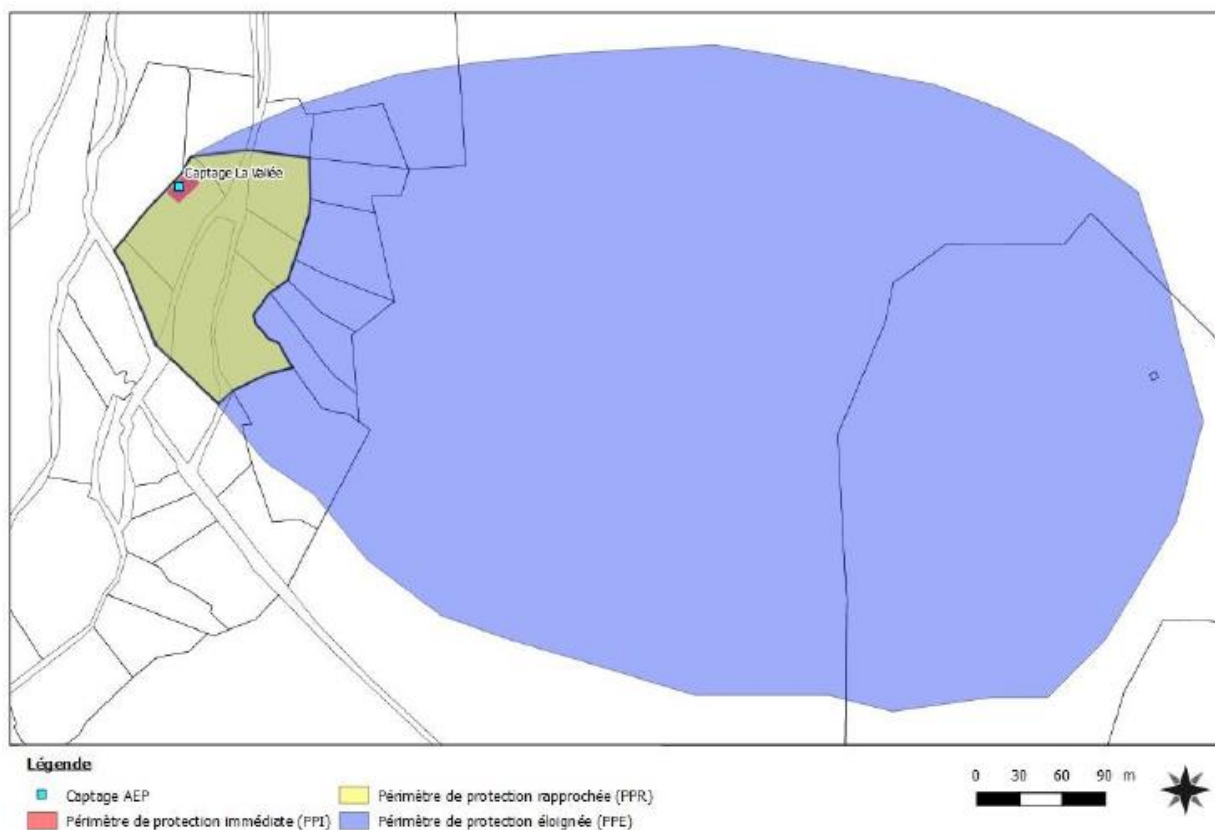 Captage La Vallée
Légende
Captage AEP
Périmètre de protection immédiate (PPI)
Périmètre de protection rapprochée (PPR)
Périmètre de protection éloignée (PPE)
0 30 60 90 m